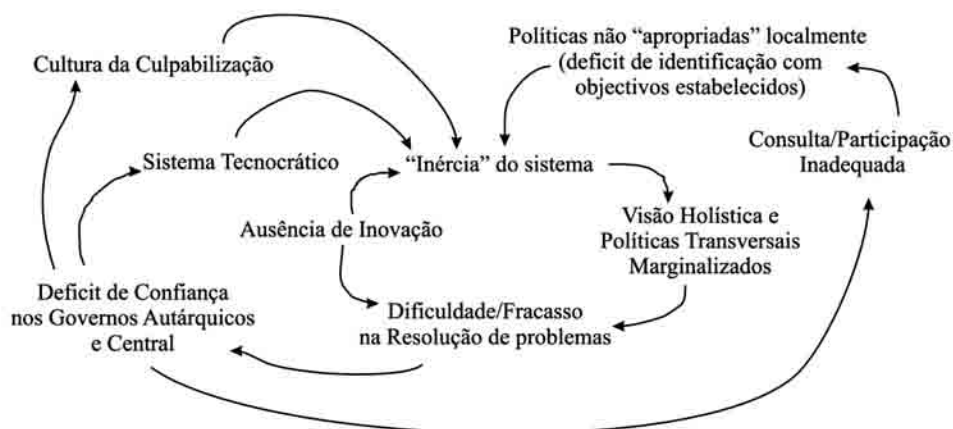 Políticas não “apropriadas” localmente
(deficit de identificação com
objectivos estabelecidos)
Cultura da Culpabilização
Consulta/Participação
Inadequada
Sistema Tecnocrático
“Inércia” do sistema
Ausência de Inovação
Visão Holística e
Políticas Transversais
Marginalizados
Deficit de Confiança
nos Governos Autárquicos
e Central
Dificuldade/Fracasso
na Resolução de problemas